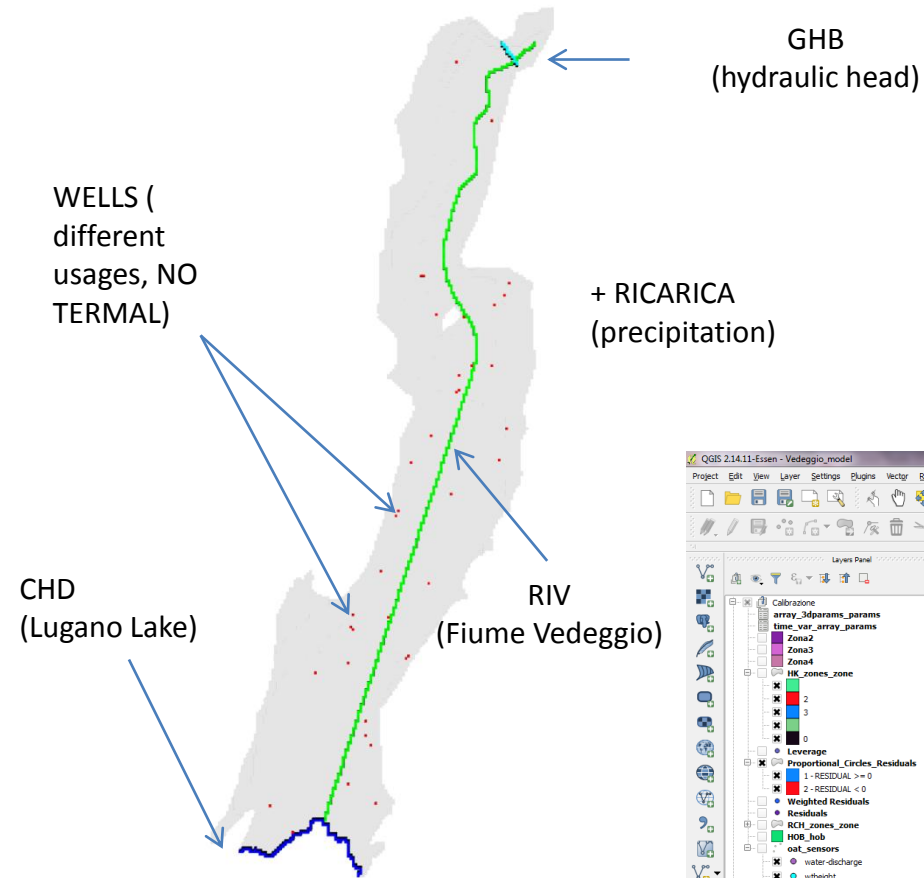 GHB
(hydraulic head)
WELLS (
different
usages, NO
TERMAL)
+ RICARICA
(precipitation)
CHD
(Lugano Lake)
RIV
(Fiume Vedeggio)
QGIS 2.14.11-Essen - Vedeggio_model
Project Edit View Layer Settings Plugins Vector R
Layers Panel
Calibrazione
array_3dparams_params
time_var_array_params
Zona2
Zona3
Zona4
HK_zones_zone
2
3
0
Leverage
Proportional_Circles_Residuals
1 - RESIDUAL >= 0
2 - RESIDUAL < 0
Weighted Residuals
Residuals
RCH_zones_zone
HOB_hob
oat_sensors
water-discharge
wtheight